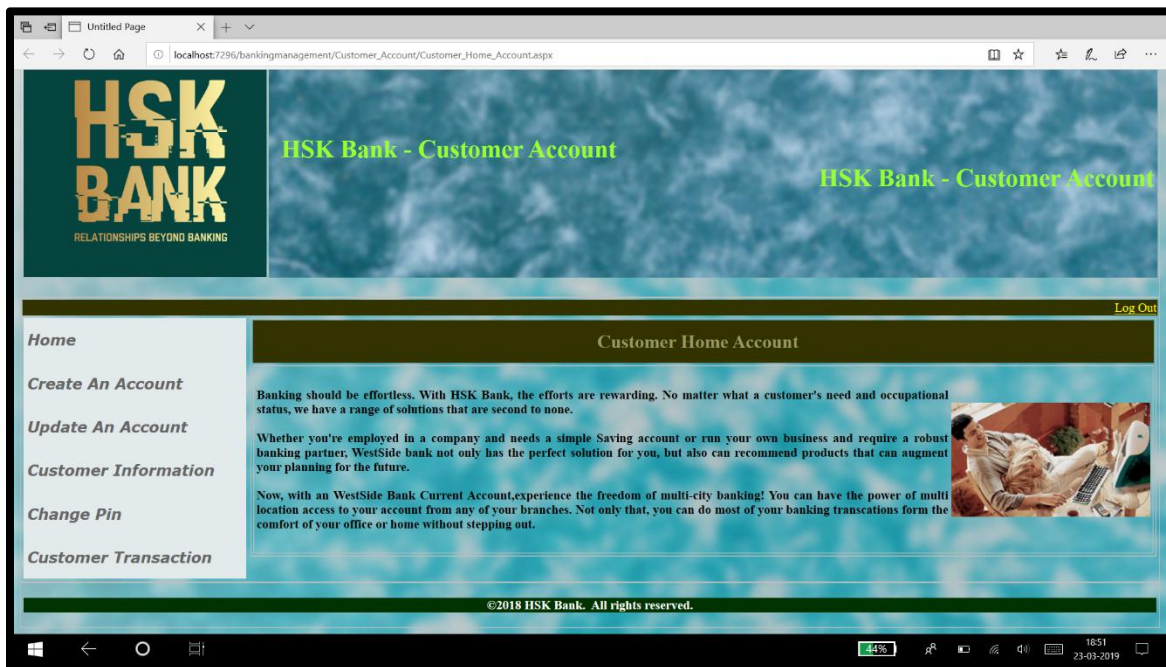 Untitled Page
localhost:7296/bankingmanagement/Customer_Account/Customer_Home_Account.aspx
HSK
BANK
RELATIONSHIPS BEYOND BANKING
HSK Bank - Customer Account
HSK Bank - Customer Account
Log Out
Home
Create An Account
Update An Account
Customer Information
Change Pin
Customer Transaction
Customer Home Account
Banking should be effortless. With HSK Bank, the efforts are rewarding. No matter what a customer's need and occupational
status, we have a range of solutions that are second to none.
Whether you're employed in a company and needs a simple Saving account or run your own business and require a robust
banking partner, WestSide bank not only has the perfect solution for you, but also can recommend products that can augment
your planning for the future.
Now, with an WestSide Bank Current Account,experience the freedom of multi-city banking! You can have the power of multi
location access to your account from any of your branches. Not only that, you can do most of your banking transcations form the
comfort of your office or home without stepping out.
©2018 HSK Bank. All rights reserved.
44%
18:51
23-03-2019